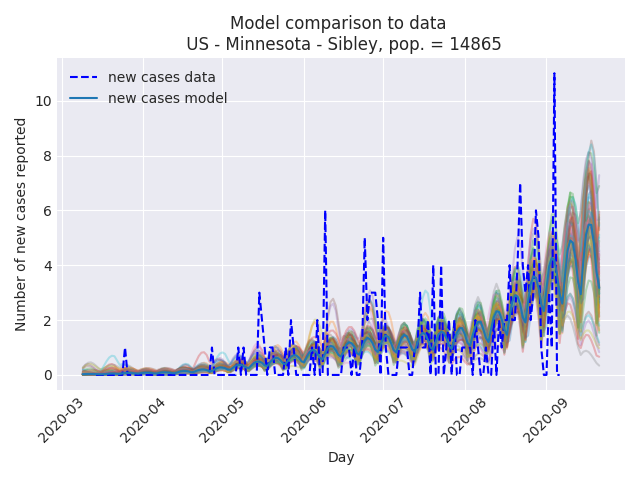 Model comparison to data
US - Minnesota - Sibley, pop. = 14865
new cases data
new cases model
Number of new cases reported
10
8
6
4
2
0
2020-03
2020-04
2020-05
2020-06
2020-07
2020-08
2020-09
Day